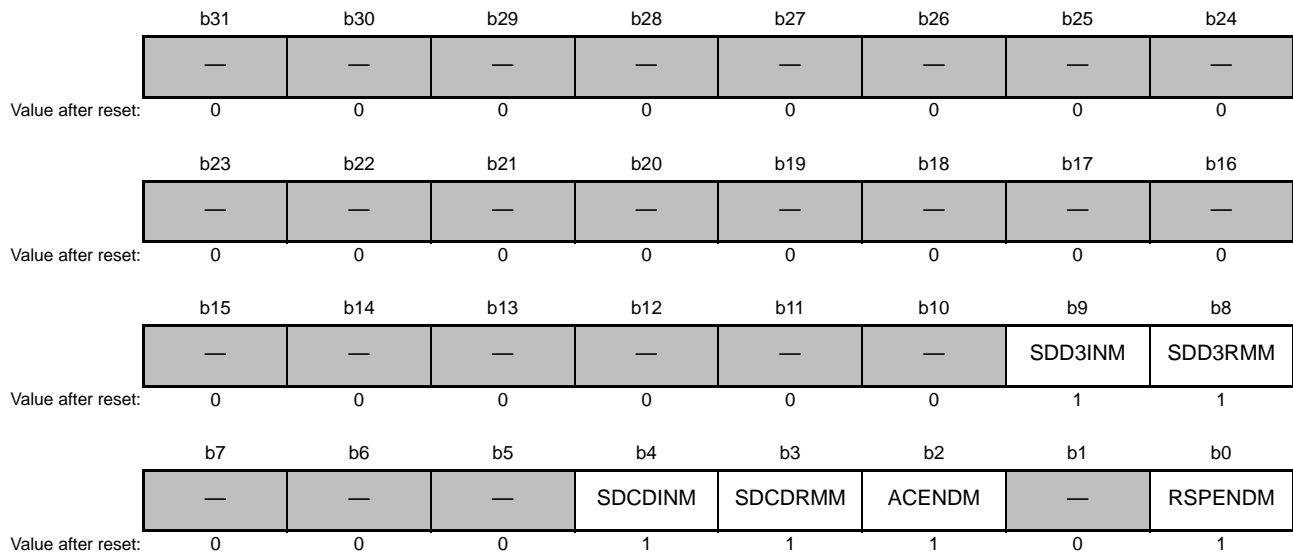 b31 b30 b29 b28 b27 b26 b25 b24
— — — — — — — —
Value after reset: 0 0 0 0 0 0 0 0
b23 b22 b21 b20 b19 b18 b17 b16
— — — — — — — —
Value after reset: 0 0 0 0 0 0 0 0
b15 b14 b13 b12 b11 b10 b9 b8
— — — — — — SDD3INM SDD3RMM
Value after reset: 0 0 0 0 0 0 1 1
b7 b6 b5 b4 b3 b2 b1 b0
— — — SDCDINM SDCDRMM ACENDM — RSPENDM
Value after reset: 0 0 0 1 1 1 0 1